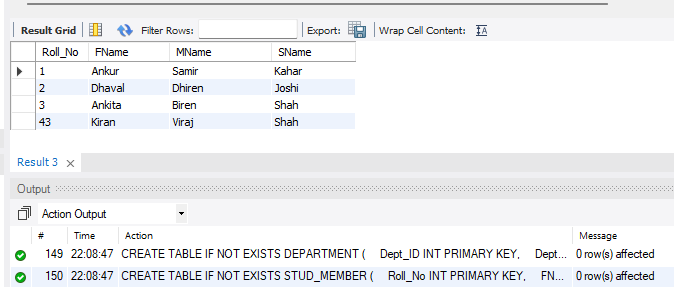 Result Grid Filter Rows: Export: Wrap Cell Content:
Roll_No FName MName SName
1 Ankur Samir Kahar
2 Dhaval Dhiren Joshi
3 Ankita Biren Shah
43 Kiran Viraj Shah
Result 3 ×
Output
Action Output
# Time Action Message
149 22:08:47 CREATE TABLE IF NOT EXISTS DEPARTMENT ( Dept_ID INT PRIMARY KEY, Dept... 0 row(s) affected
150 22:08:47 CREATE TABLE IF NOT EXISTS STUD_MEMBER ( Roll_No INT PRIMARY KEY, FN... 0 row(s) affected